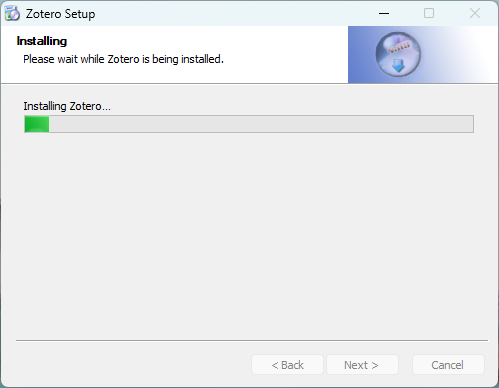 Zotero Setup
Installing
Please wait while Zotero is being installed.
Installing Zotero...
< Back
Next >
Cancel